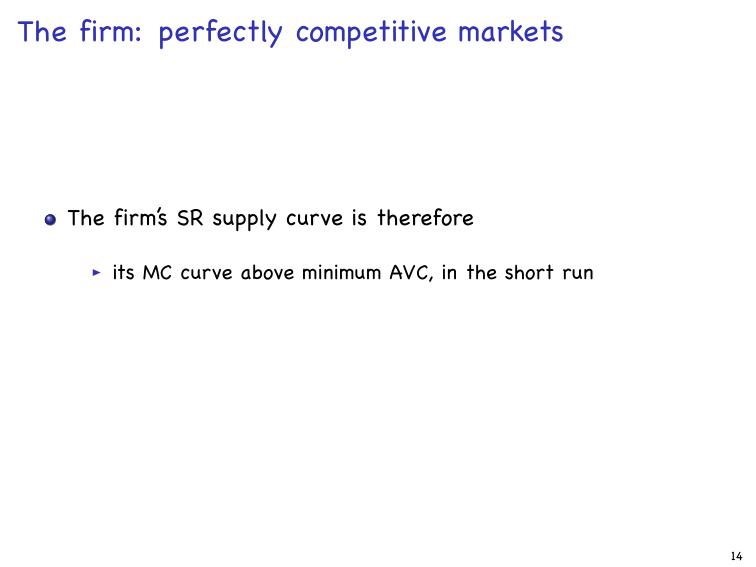 The firm: perfectly competitive markets
The firm's SR supply curve is therefore
its MC curve above minimum AVC, in the short run
14